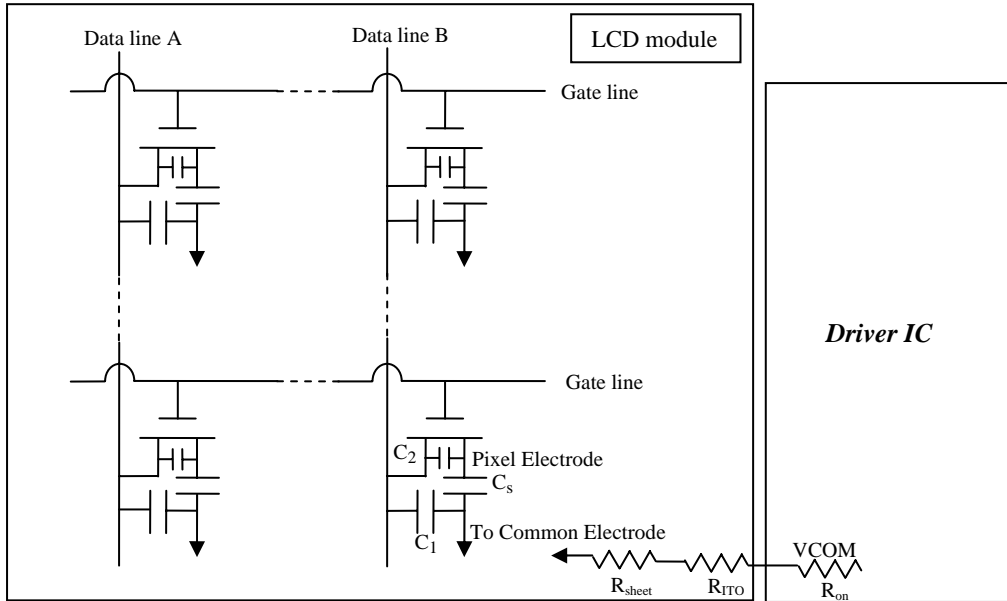 Data line A
Data line B
LCD module
Gate line
Driver IC
Gate line
C2
Pixel Electrode
Cs
To Common Electrode
C1
VCOM
Rsheet
RITO
Ron